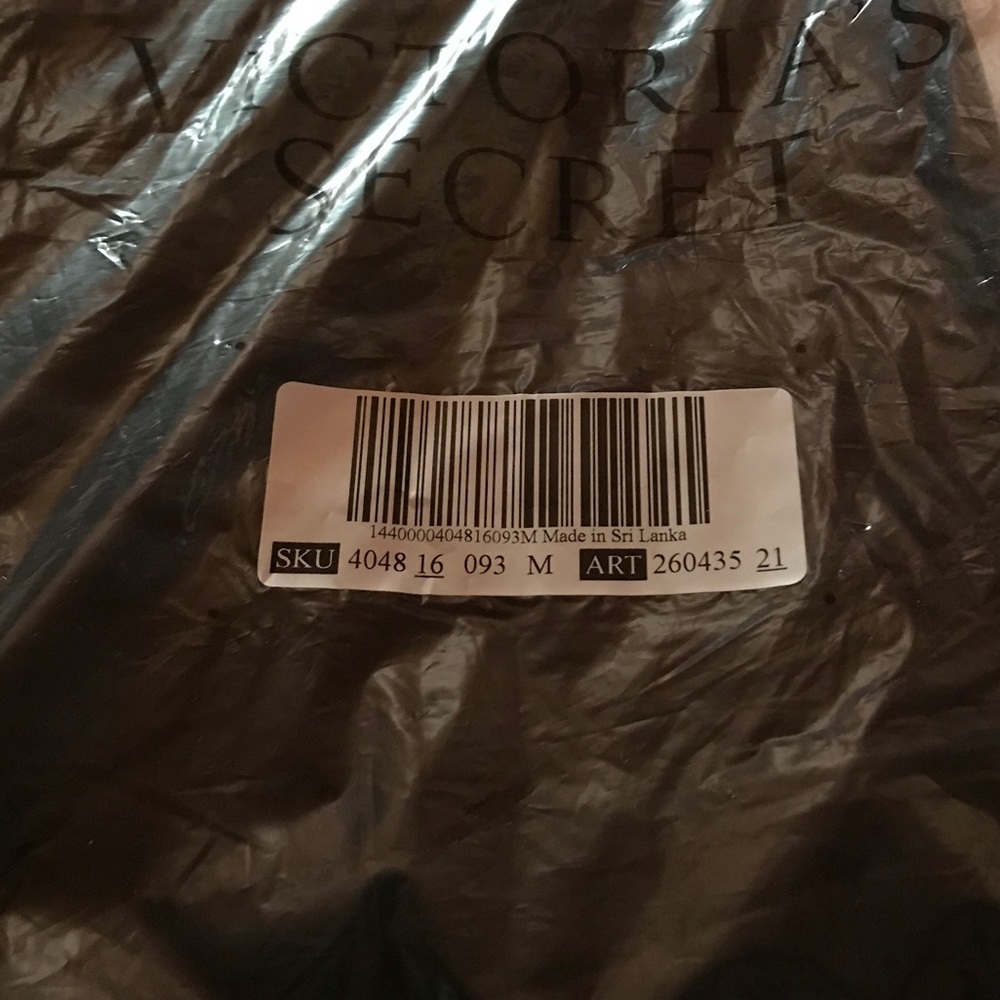 VICTORIA'S
SECRET
1440000404816093M Made in Sri Lanka
SKU 4048 16 093 M ART 260435 21